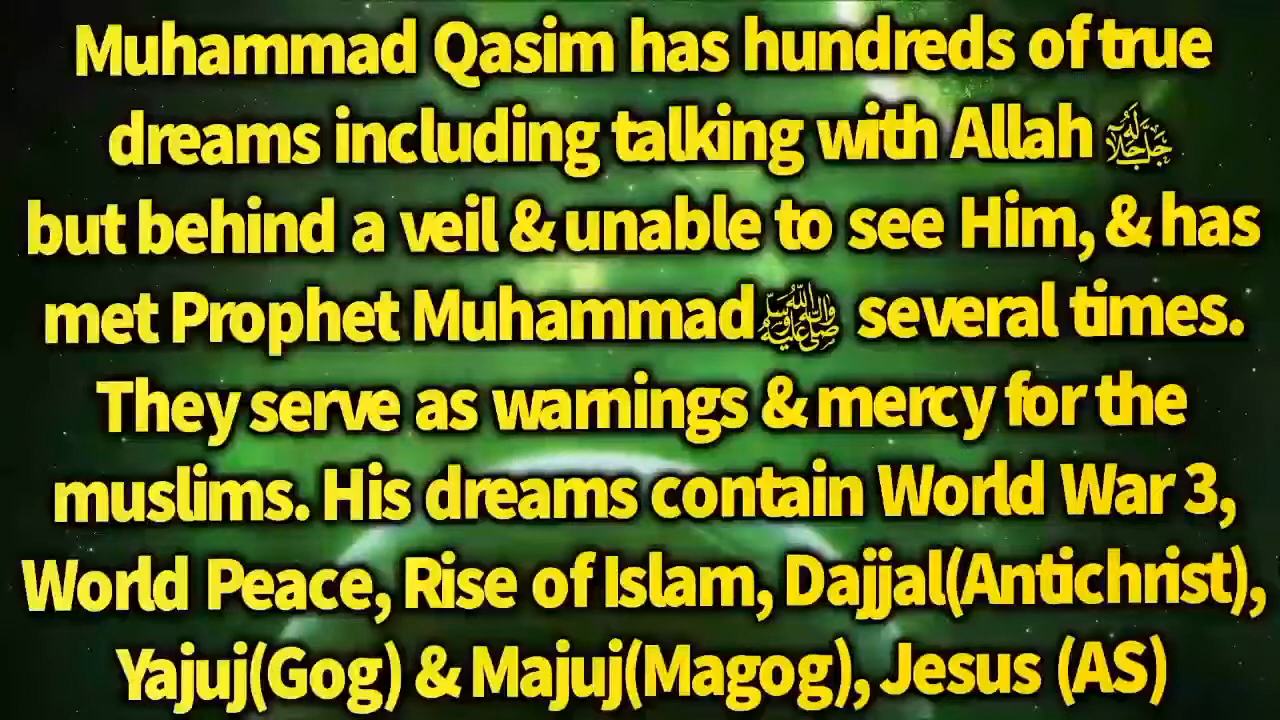 Muhammad Qasim has hundreds of true
dreams including talking with Allah ﷻ
but behind a veil & unable to see Him, & has
met Prophet Muhammadﷺ several times.
They serve as warnings & mercy for the
muslims. His dreams contain World War 3,
World Peace, Rise of Islam, Dajjal(Antichrist),
Yajuj(Gog) & Majuj(Magog), Jesus (AS)